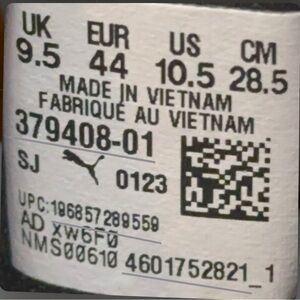 UK EUR US CM
9.5 44 10.5 28.5
MADE IN VIETNAM
FABRIQUÉ AU VIETNAM
379408-01
SJ 0123
UPC:196857289559
AD XW6F0
NMS00610 4601752821_1